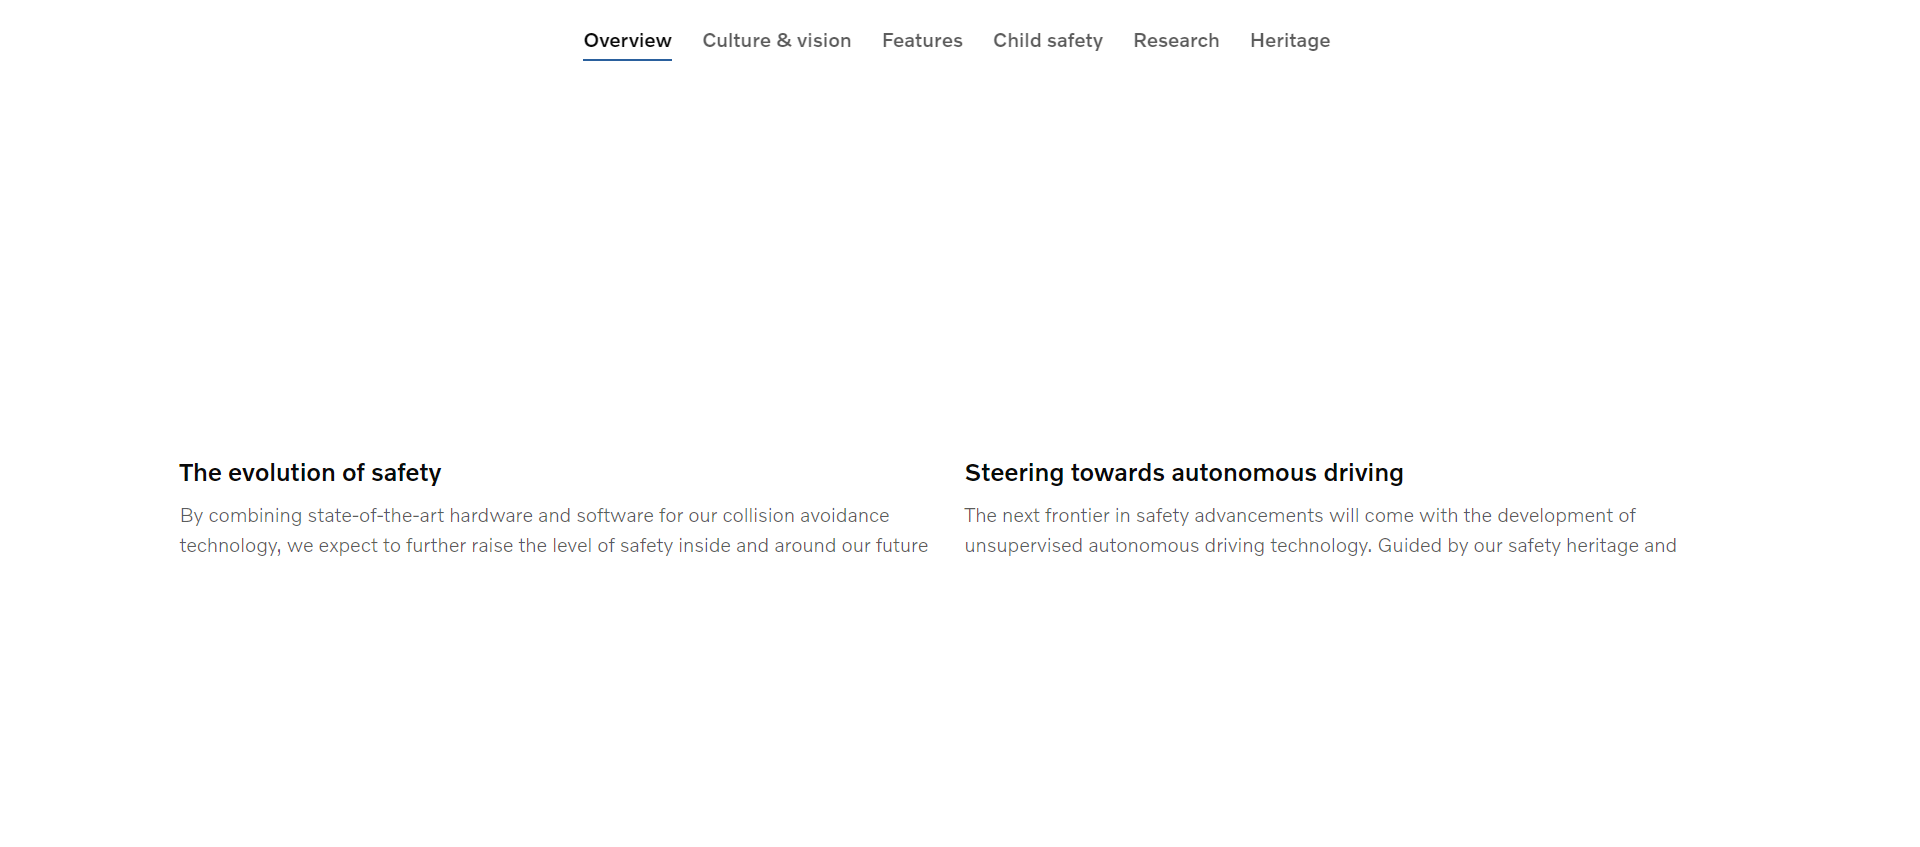 Overview Culture & vision Features Child safety Research Heritage
The evolution of safety
By combining state-of-the-art hardware and software for our collision avoidance
technology, we expect to further raise the level of safety inside and around our future
Steering towards autonomous driving
The next frontier in safety advancements will come with the development of
unsupervised autonomous driving technology. Guided by our safety heritage and